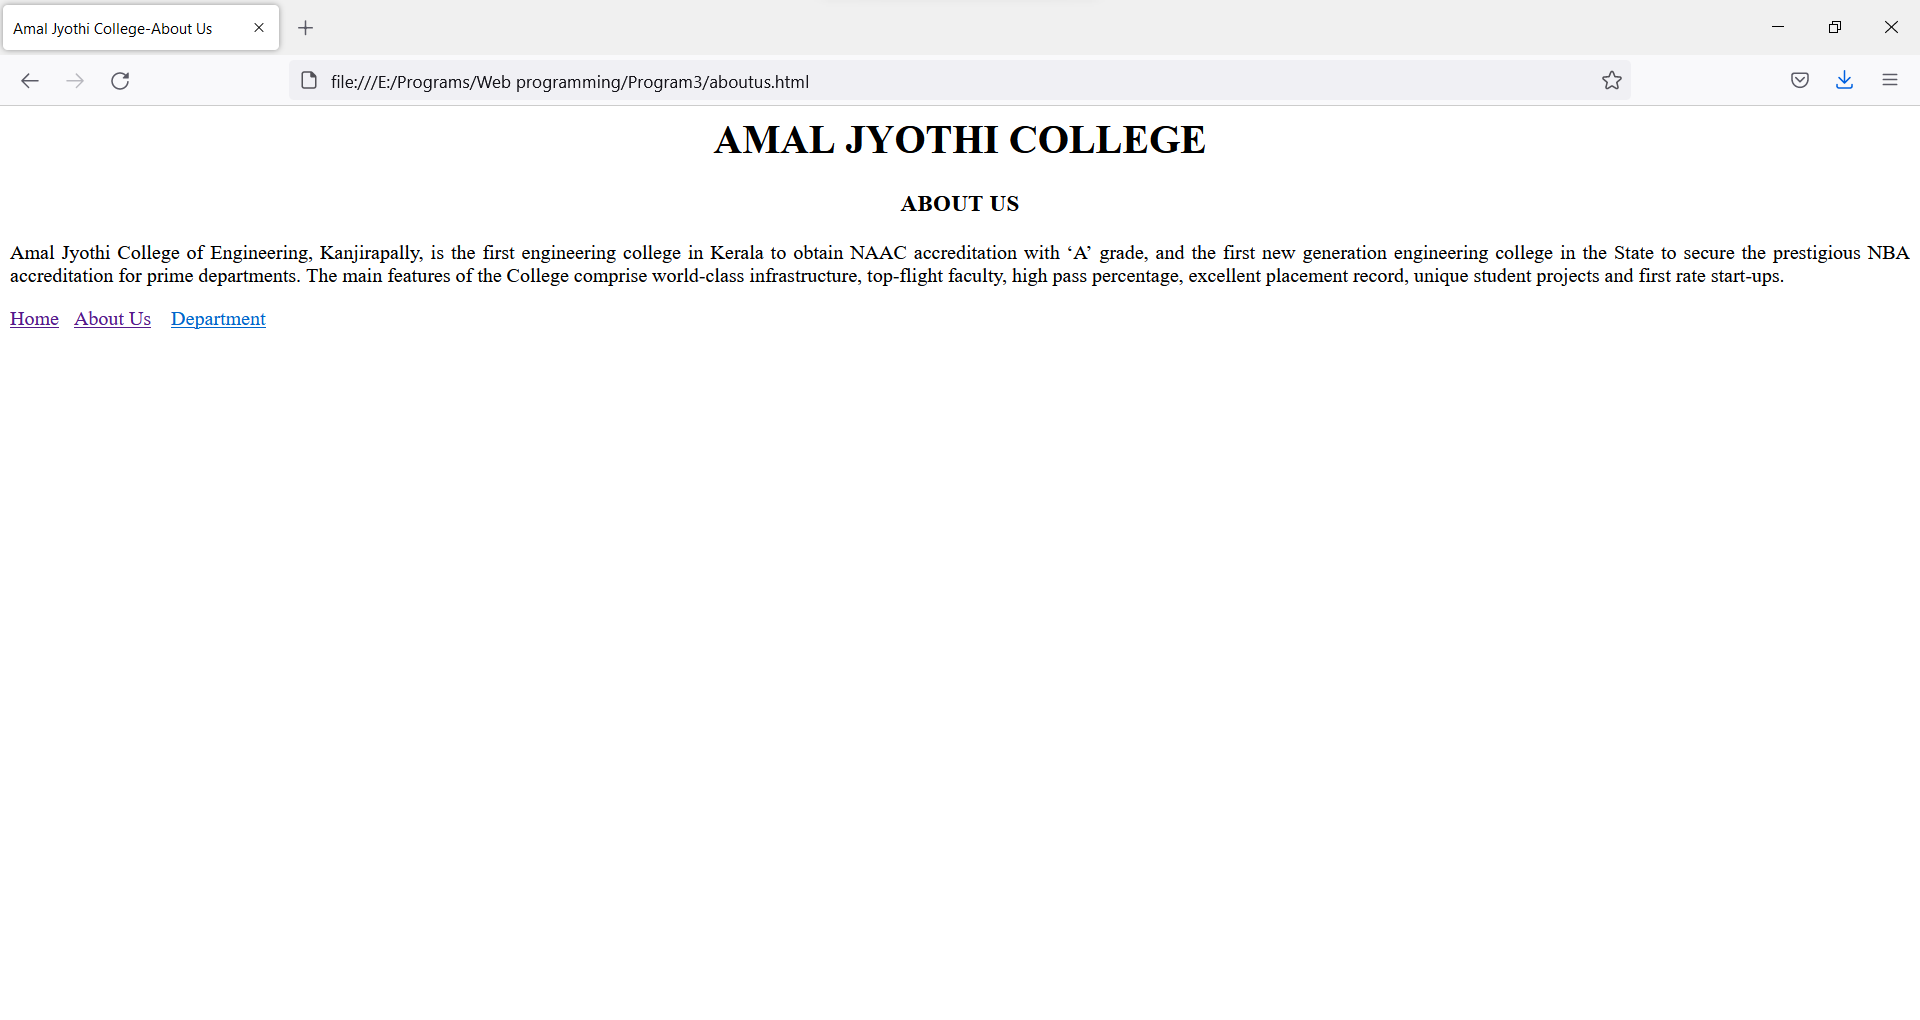 Amal Jyothi College-About Us
file:///E:/Programs/Web programming/Program3/aboutus.html
AMAL JYOTHI COLLEGE
ABOUT US
Amal Jyothi College of Engineering, Kanjirapally, is the first engineering college in Kerala to obtain NAAC accreditation with ‘A’ grade, and the first new generation engineering college in the State to secure the prestigious NBA
accreditation for prime departments. The main features of the College comprise world-class infrastructure, top-flight faculty, high pass percentage, excellent placement record, unique student projects and first rate start-ups.
Home About Us Department